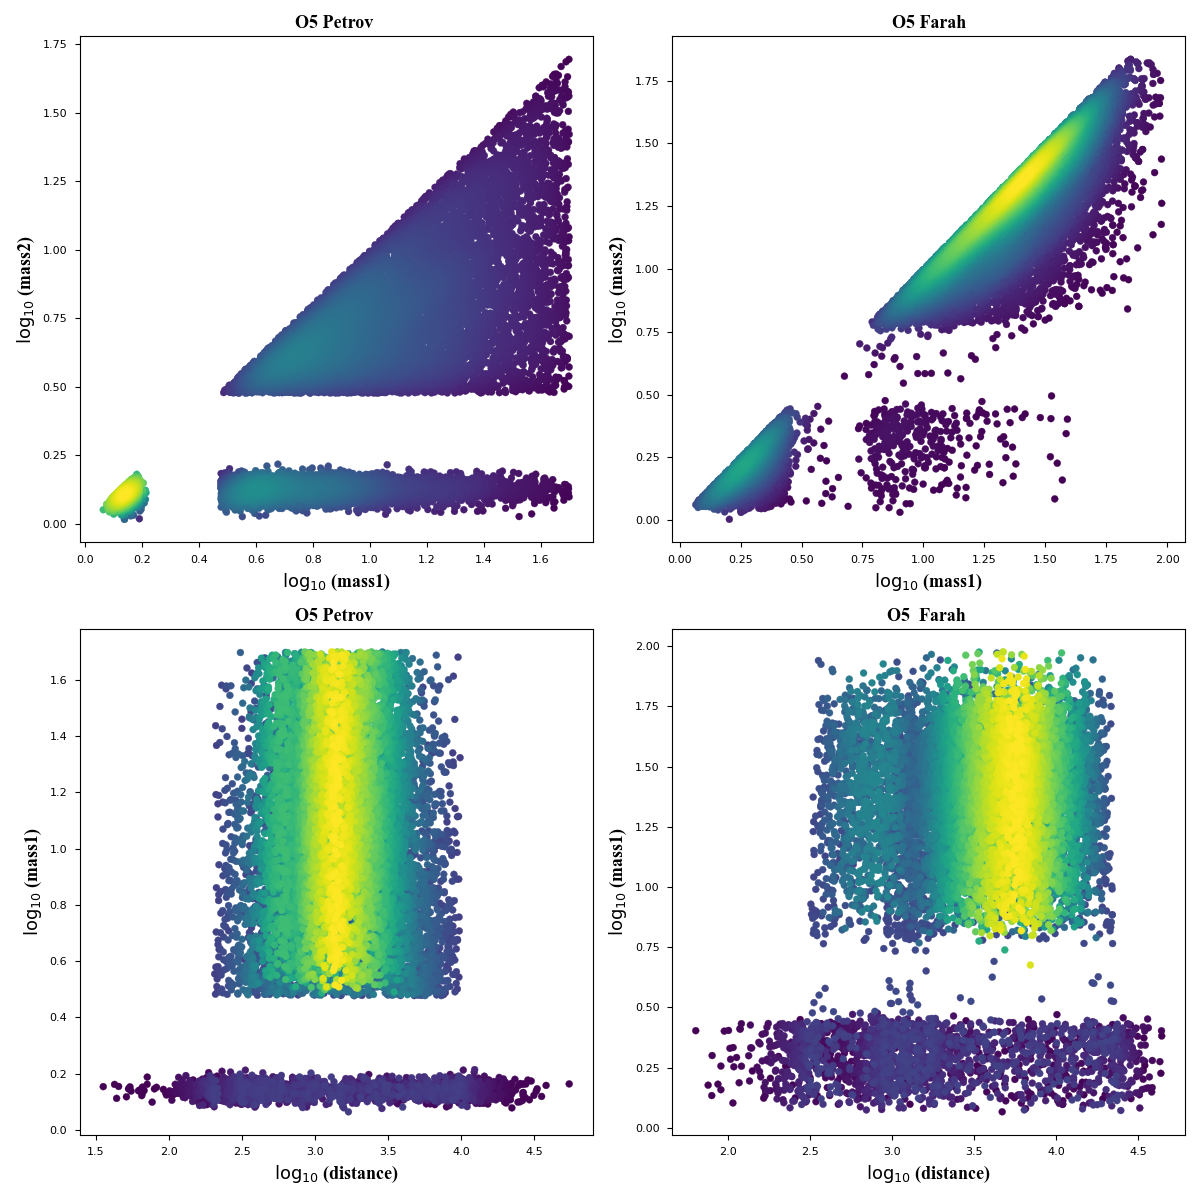 O5 Petrov
log10 (mass2)
1.75
1.50
1.25
1.00
0.75
0.50
0.25
0.00
0.0 0.2 0.4 0.6 0.8 1.0 1.2 1.4 1.6
log10 (mass1)
O5 Farah
log10 (mass2)
1.75
1.50
1.25
1.00
0.75
0.50
0.25
0.00
0.00 0.25 0.50 0.75 1.00 1.25 1.50 1.75 2.00
log10 (mass1)
O5 Petrov
log10 (mass1)
1.6
1.4
1.2
1.0
0.8
0.6
0.4
0.2
0.0
1.5 2.0 2.5 3.0 3.5 4.0 4.5
log10 (distance)
O5 Farah
log10 (mass1)
2.00
1.75
1.50
1.25
1.00
0.75
0.50
0.25
0.00
2.0 2.5 3.0 3.5 4.0 4.5
log10 (distance)